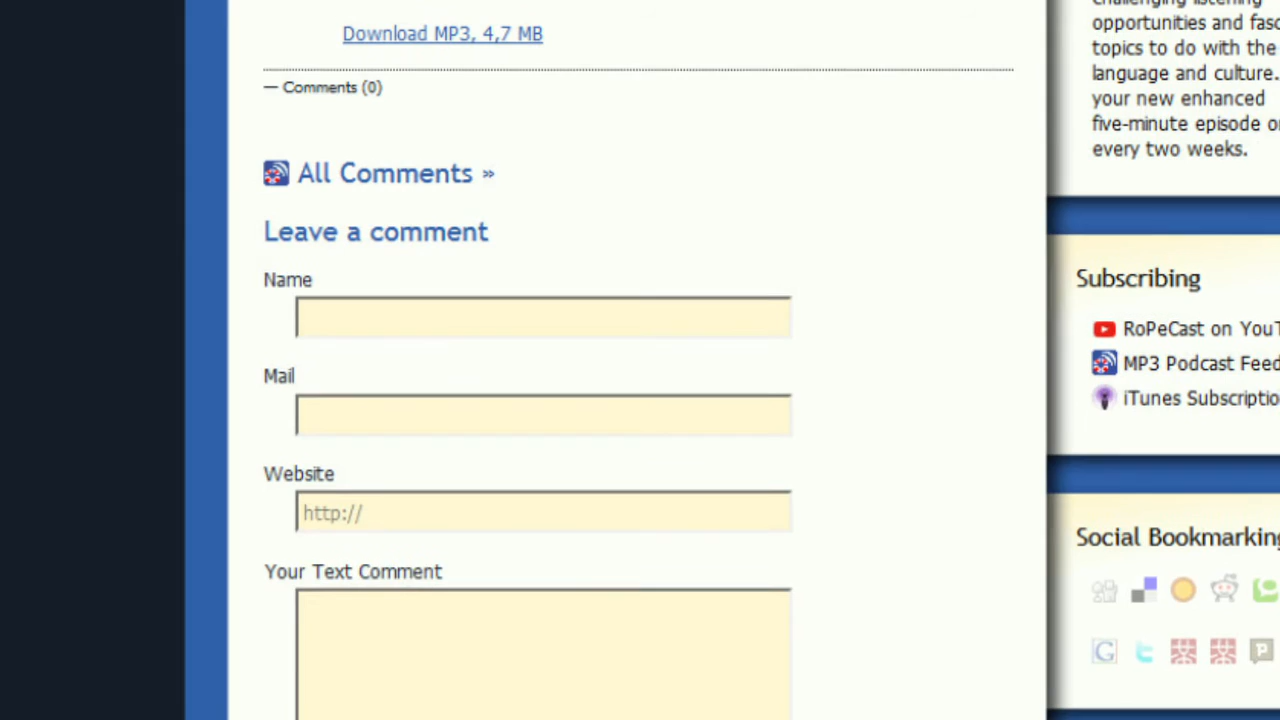 Download MP3, 4,7 MB
— Comments (0)
All Comments »
Leave a comment
Name
Mail
Website
http://
Your Text Comment
opportunities and fasc
topics to do with the
language and culture.
your new enhanced
five-minute episode o
every two weeks.
Subscribing
RoPeCast on YouT
MP3 Podcast Feed
iTunes Subscriptio
Social Bookmarking